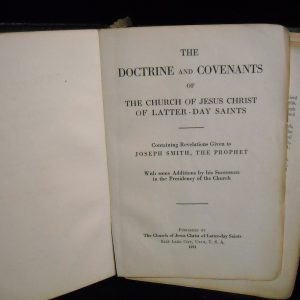 THE
DOCTRINE AND COVENANTS
OF
THE CHURCH OF JESUS CHRIST
OF LATTER-DAY SAINTS
Containing Revelations Given to
JOSEPH SMITH, THE PROPHET
With some Additions by his Successors
in the Presidency of the Church
PUBLISHED BY
The Church of Jesus Christ of Latter-day Saints
SALT LAKE CITY, UTAH, U. S. A.